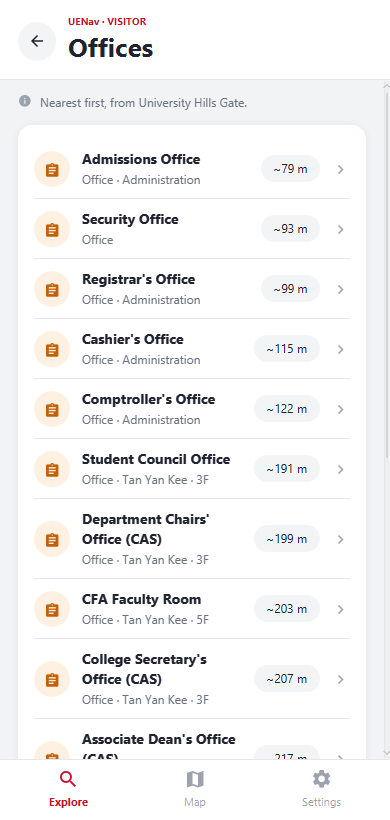 UENav · VISITOR
Offices
Nearest first, from University Hills Gate.
Admissions Office
Office · Administration
~79 m
Security Office
Office
~93 m
Registrar's Office
Office · Administration
~99 m
Cashier's Office
Office · Administration
~115 m
Comptroller's Office
Office · Administration
~122 m
Student Council Office
Office · Tan Yan Kee · 3F
~191 m
Department Chairs'
Office (CAS)
Office · Tan Yan Kee · 3F
~199 m
CFA Faculty Room
Office · Tan Yan Kee · 5F
~203 m
College Secretary's
Office (CAS)
Office · Tan Yan Kee · 3F
~207 m
Associate Dean's Office
(CAS)
~217 m
Explore
Map
Settings